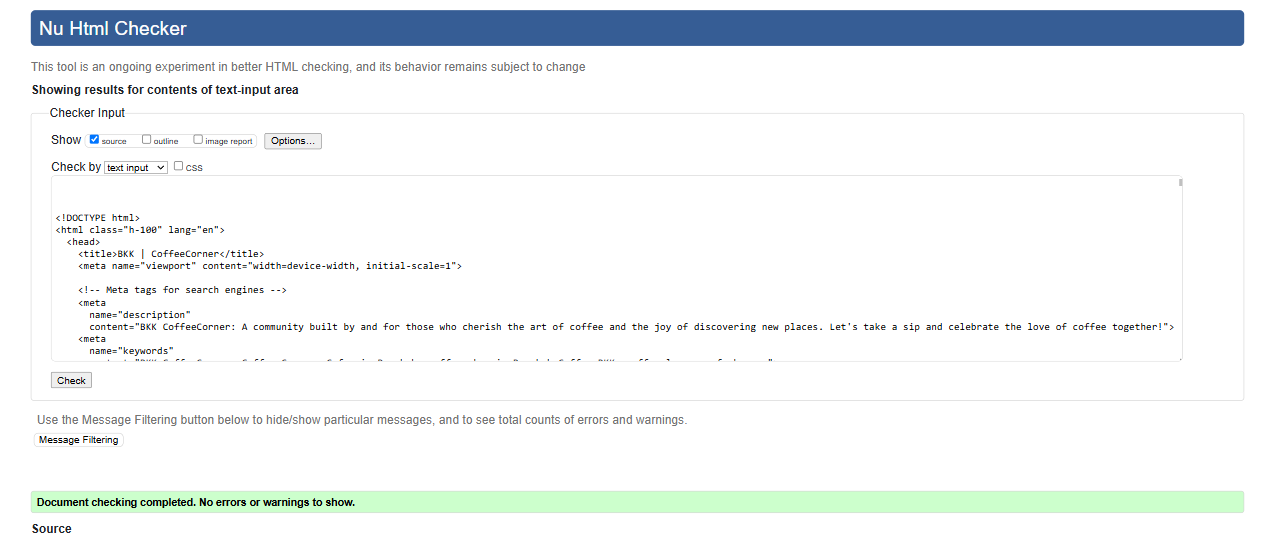 Nu Html Checker
This tool is an ongoing experiment in better HTML checking, and its behavior remains subject to change
Showing results for contents of text-input area
Checker Input
Show source outline image report Options...
Check by text input CSS
<!DOCTYPE html>
<html class="h-100" lang="en">
<head>
<title>BKK | CoffeeCorner</title>
<meta name="viewport" content="width=device-width, initial-scale=1">
<!-- Meta tags for search engines -->
<meta
name="description"
content="BKK CoffeeCorner: A community built by and for those who cherish the art of coffee and the joy of discovering new places. Let's take a sip and celebrate the love of coffee together!">
<meta
name="keywords"
Check
Use the Message Filtering button below to hide/show particular messages, and to see total counts of errors and warnings.
Message Filtering
Document checking completed. No errors or warnings to show.
Source